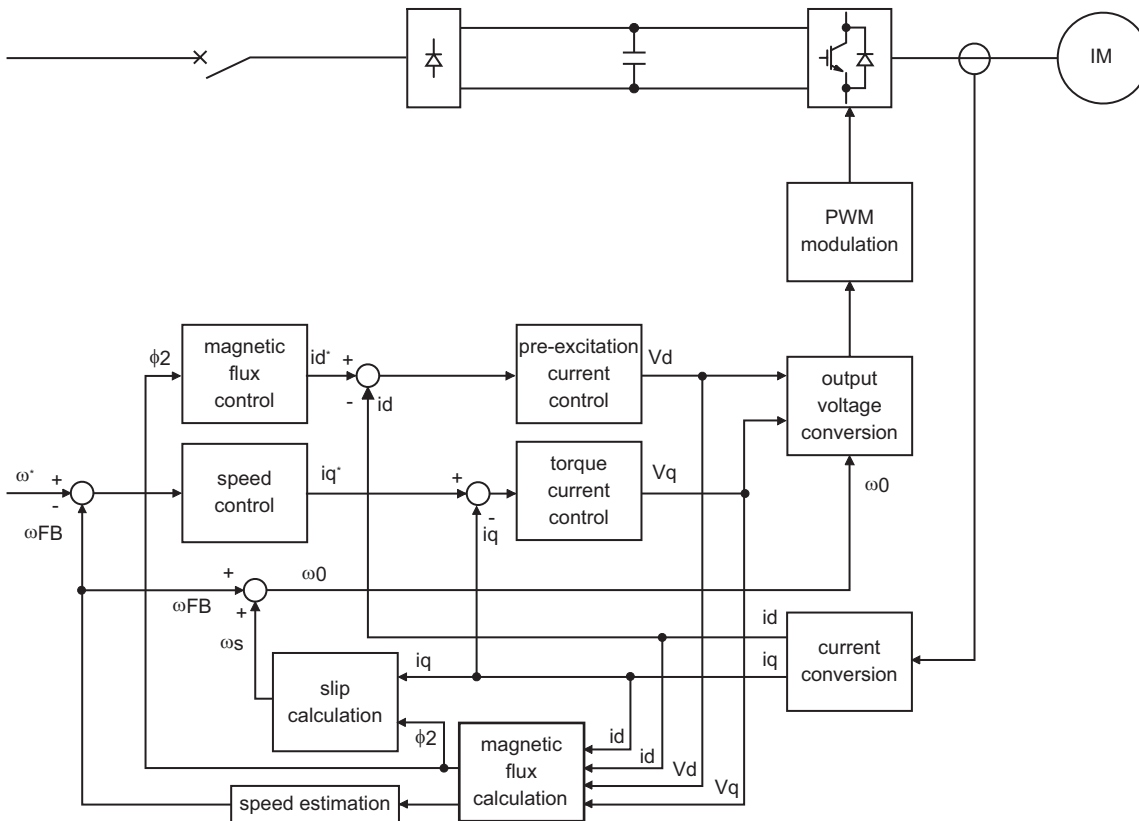 IM
PWM
modulation
ϕ2
magnetic
flux
control
id*
+
-
id
pre-excitation
current
control
Vd
output
voltage
conversion
ω*
+
-
ωFB
speed
control
iq*
+
-
iq
torque
current
control
Vq
ω0
ωFB
+
+
ω0
ωs
slip
calculation
iq
ϕ2
id
iq
current
conversion
magnetic
flux
calculation
id
id
Vd
Vq
speed estimation